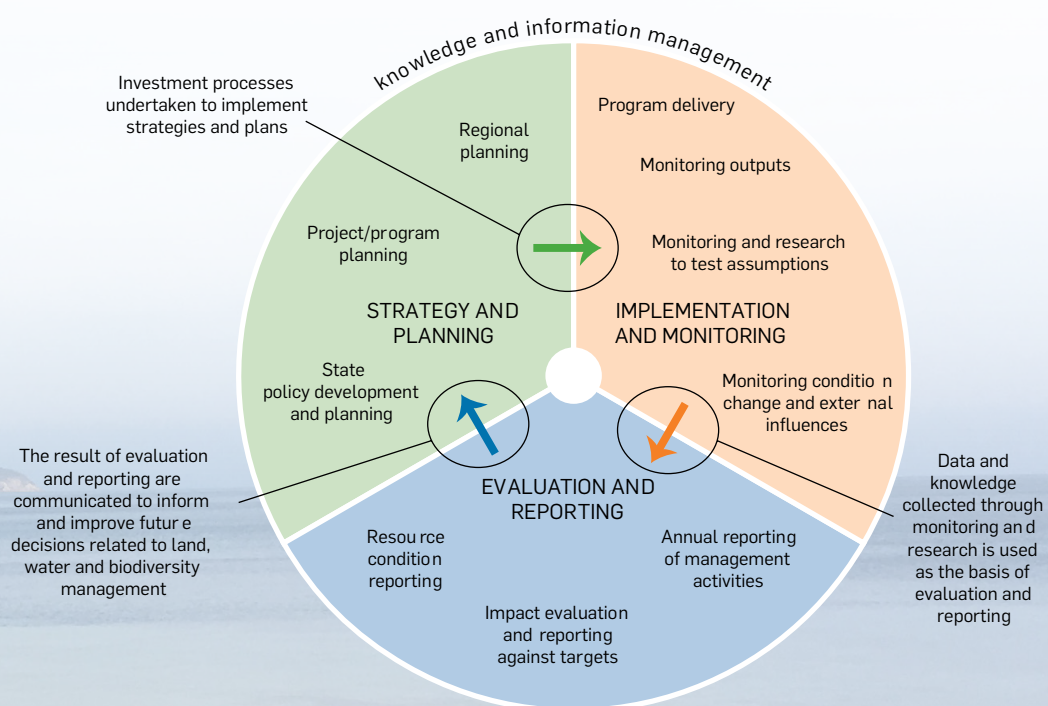 knowledge and information management
Investment processes
undertaken to implement
strategies and plans
Regional
planning
Project/program
planning
STRATEGY AND
PLANNING
State
policy development
and planning
Program delivery
Monitoring outputs
Monitoring and research
to test assumptions
IMPLEMENTATION
AND MONITORING
Monitoring conditio n
change and exter nal
influences
The result of evaluation
and reporting are
communicated to inform
and improve futur e
decisions related to land,
water and biodiversity
management
EVALUATION AND
REPORTING
Resou rce
condition
reporting
Impact evaluation
and reporting
against targets
Annual reporting
of management
activities
Data and
knowledge
collected through
monitoring an d
research is used
as the basis of
evaluation and
reporting